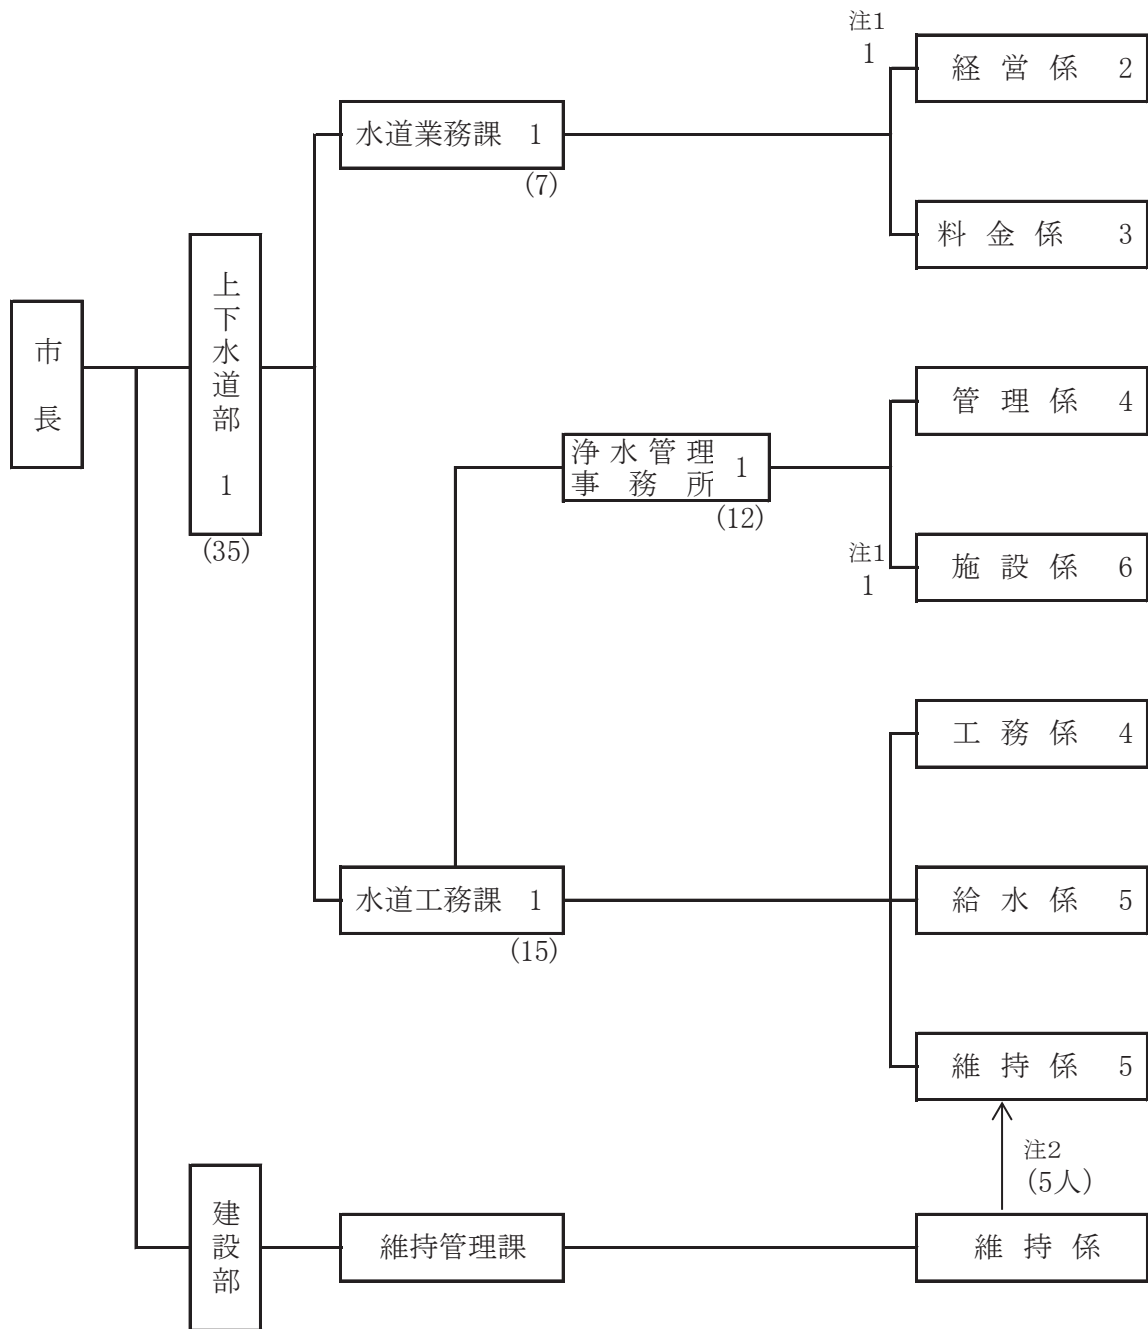 注1
1
経営係 2
水道業務課 1
(7)
料金係 3
市長
上下水道部 1
(35)
管理係 4
浄水管理
事務所 1
(12)
注1
1
施設係 6
工務係 4
水道工務課 1
(15)
給水係 5
維持係 5
注2
(5人)
建設部
維持管理課
維持係